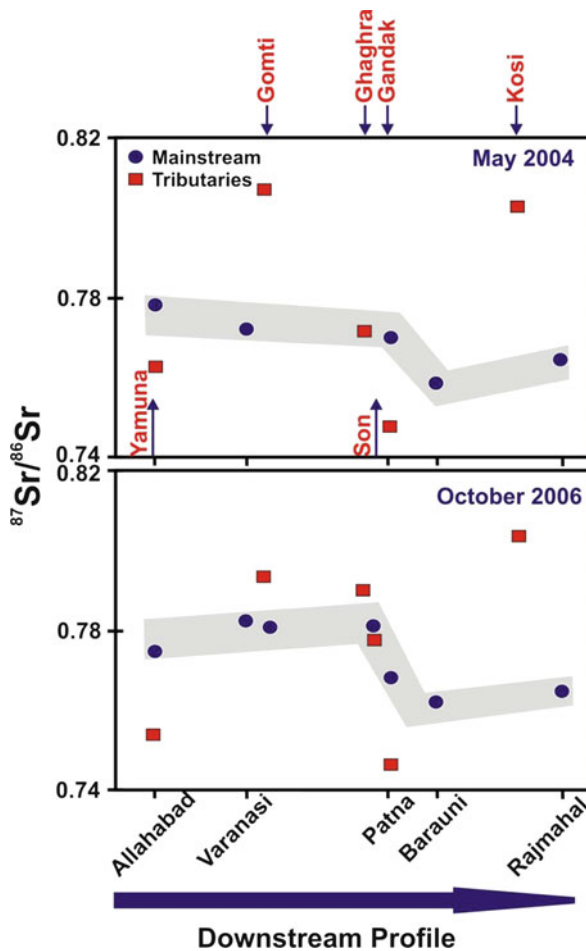 Gomti
Ghaghra
Gandak
Kosi
0.82
Mainstream
Tributaries
May 2004
0.78
Yamuna
Son
0.74
87Sr/86Sr
0.82
October 2006
0.78
0.74
Allahabad
Varanasi
Patna
Barauni
Rajmahal
Downstream Profile